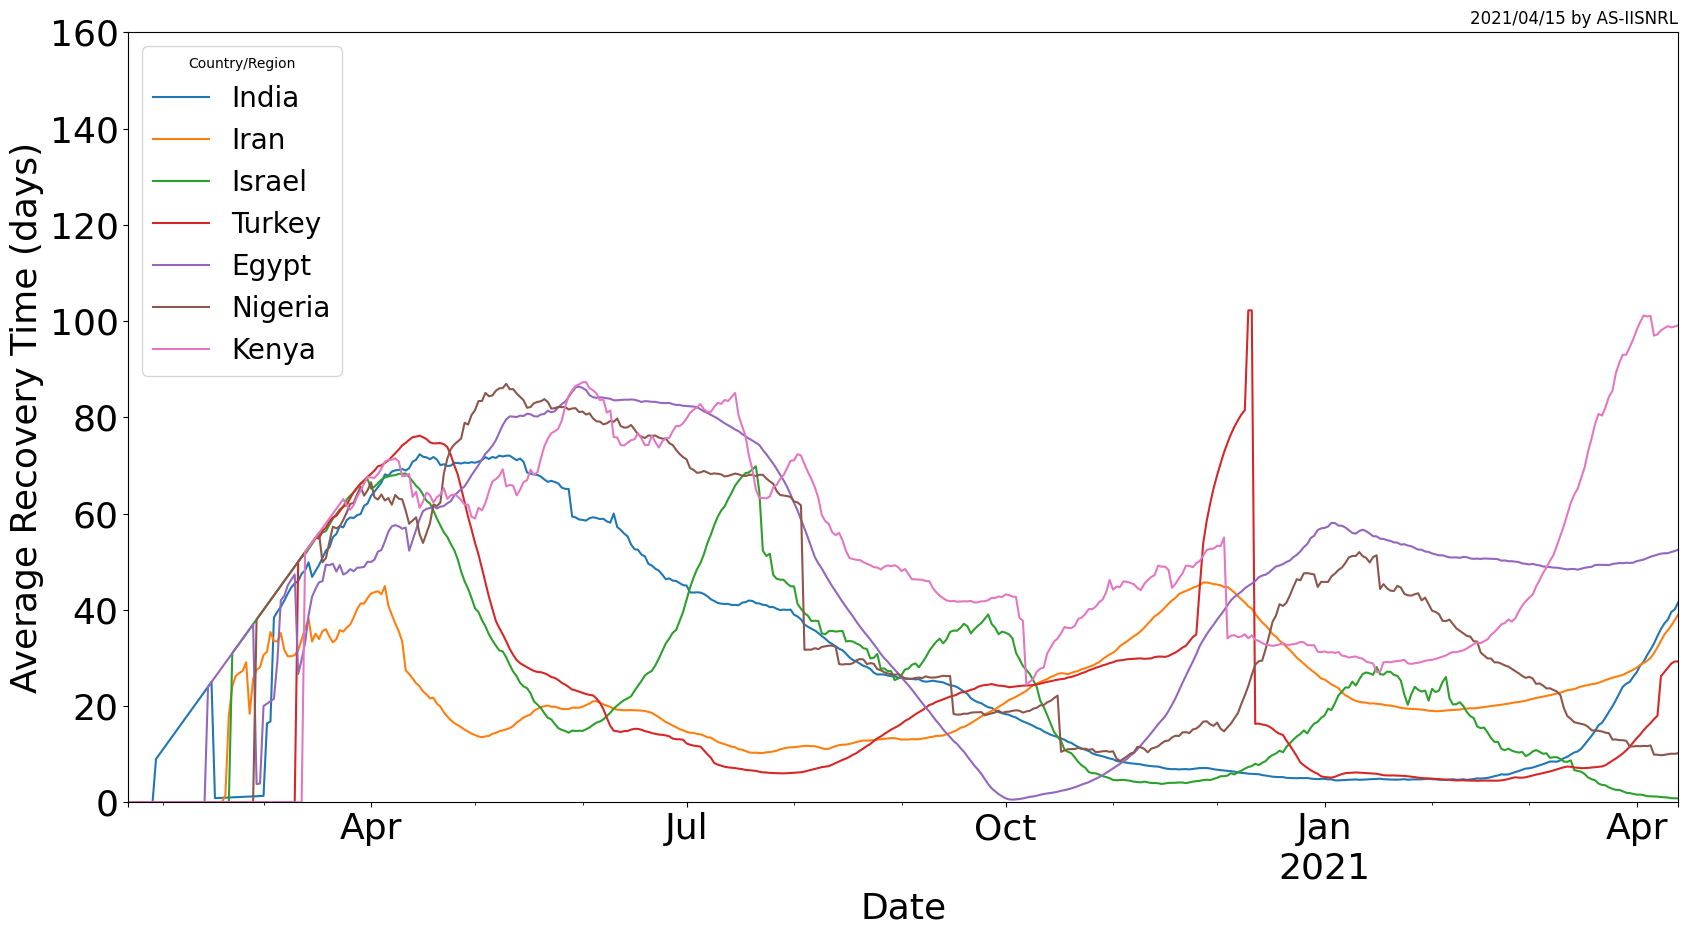 2021/04/15 by AS-IISNRL
160
140
120
100
80
60
40
20
0
Average Recovery Time (days)
Country/Region
India
Iran
Israel
Turkey
Egypt
Nigeria
Kenya
Apr
Jul
Oct
Jan
2021
Apr
Date